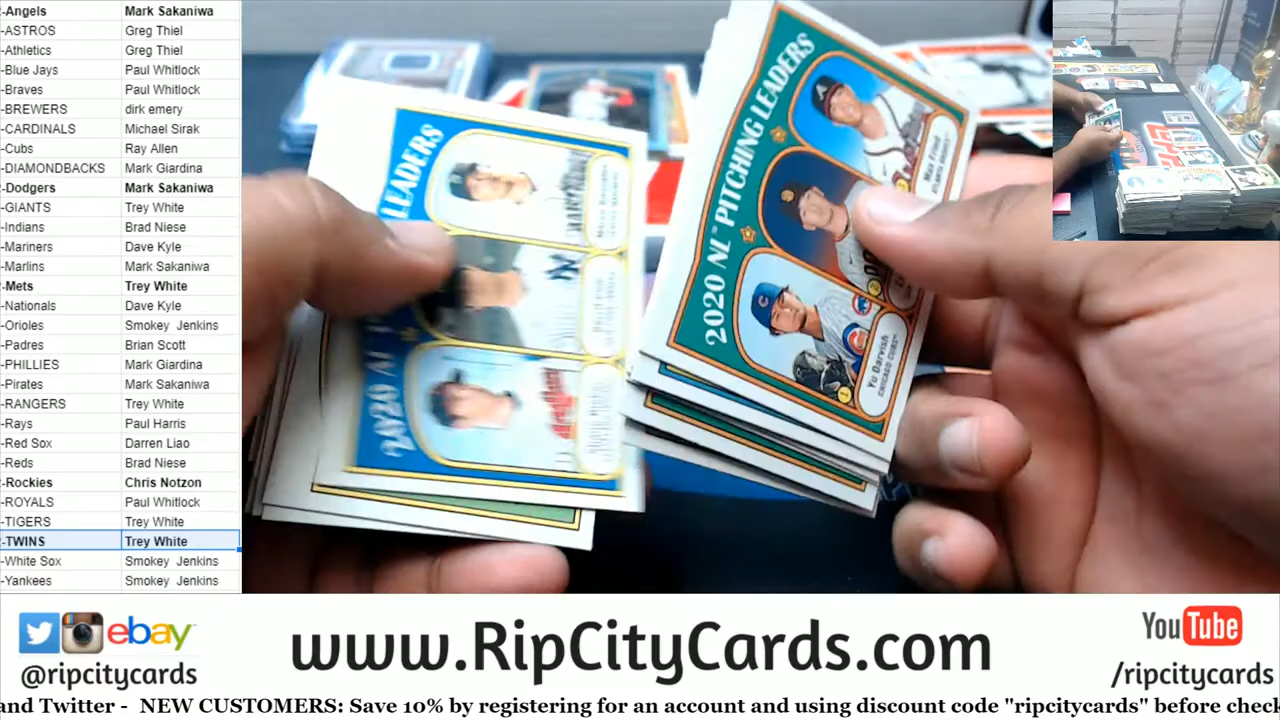 -Angels Mark Sakaniwa
-ASTROS Greg Thiel
-Athletics Greg Thiel
-Blue Jays Paul Whitlock
-Braves Paul Whitlock
-BREWERS dirk emery
-CARDINALS Michael Sirak
-Cubs Ray Allen
-DIAMONDBACKS Mark Giardina
-Dodgers Mark Sakaniwa
-GIANTS Trey White
-Indians Brad Niese
-Mariners Dave Kyle
-Marlins Mark Sakaniwa
-Mets Trey White
-Nationals Dave Kyle
-Orioles Smokey Jenkins
-Padres Brian Scott
-PHILLIES Mark Giardina
-Pirates Mark Sakaniwa
-RANGERS Trey White
-Rays Paul Harris
-Red Sox Darren Liao
-Reds Brad Niese
-Rockies Chris Notzon
-ROYALS Paul Whitlock
-TIGERS Trey White
-TWINS Trey White
-White Sox Smokey Jenkins
-Yankees Smokey Jenkins
2020 LEADERS
2020 NL™ PITCHING LEADERS
Max Fried
ATLANTA BRAVES
Yu Darvish
CHICAGO CUBS
ebay
@ripcitycards
www.RipCityCards.com
YouTube
/ripcitycards
and Twitter - NEW CUSTOMERS: Save 10% by registering for an account and using discount code "ripcitycards" before check